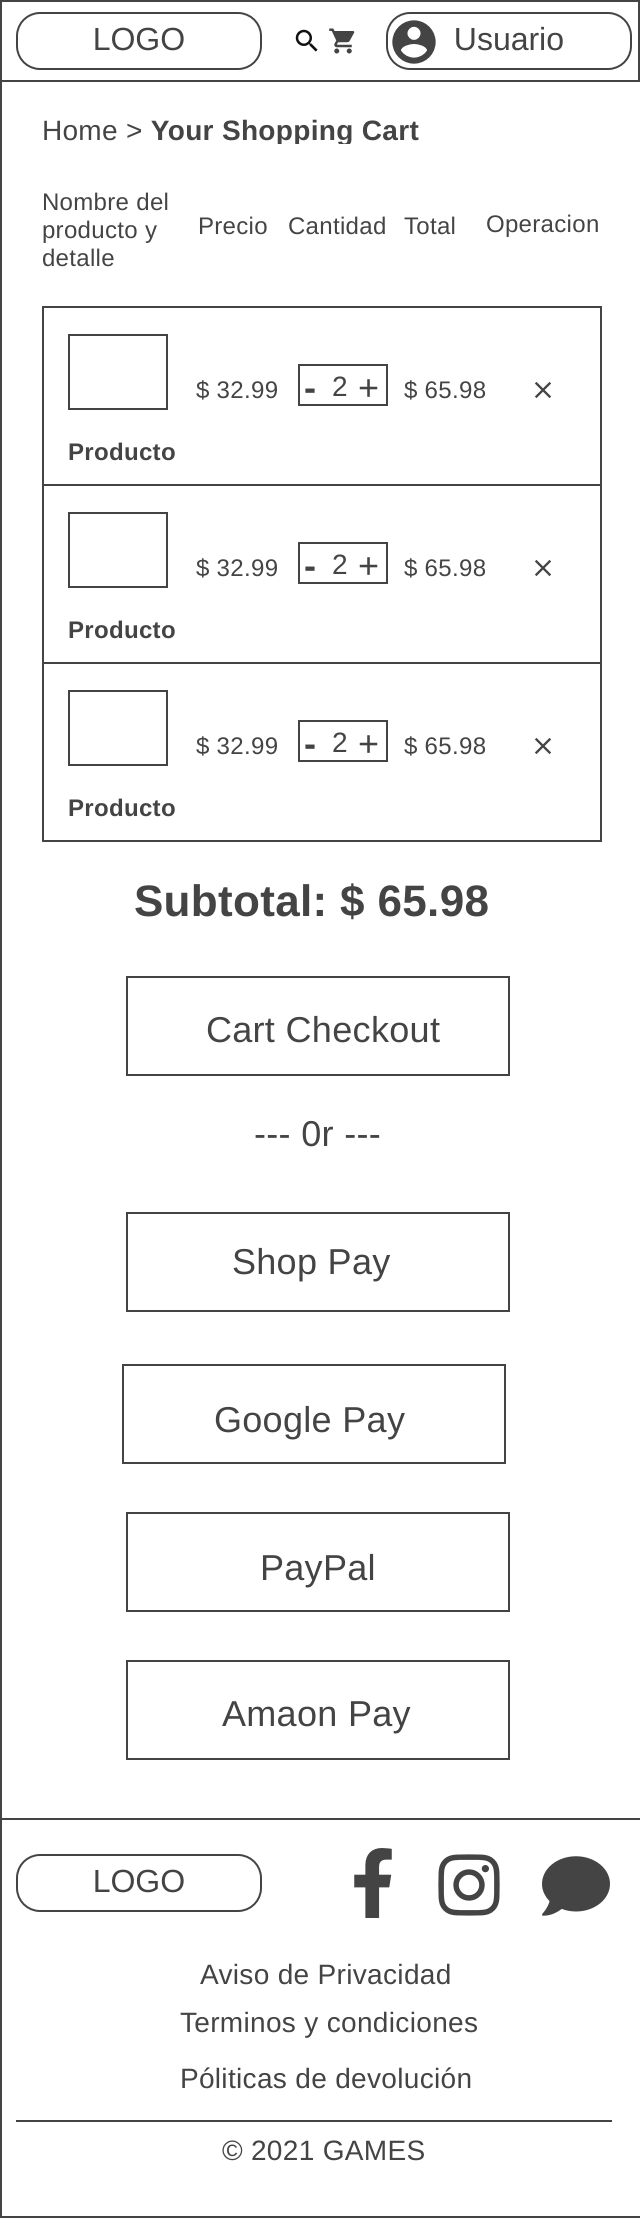 LOGO Usuario
Home > Your Shopping Cart
Nombre del
producto y
detalle
Precio Cantidad Total Operacion
$ 32.99 - 2 + $ 65.98 ×
Producto
$ 32.99 - 2 + $ 65.98 ×
Producto
$ 32.99 - 2 + $ 65.98 ×
Producto
Subtotal: $ 65.98
Cart Checkout
--- 0r ---
Shop Pay
Google Pay
PayPal
Amaon Pay
LOGO
Aviso de Privacidad
Terminos y condiciones
Póliticas de devolución
© 2021 GAMES